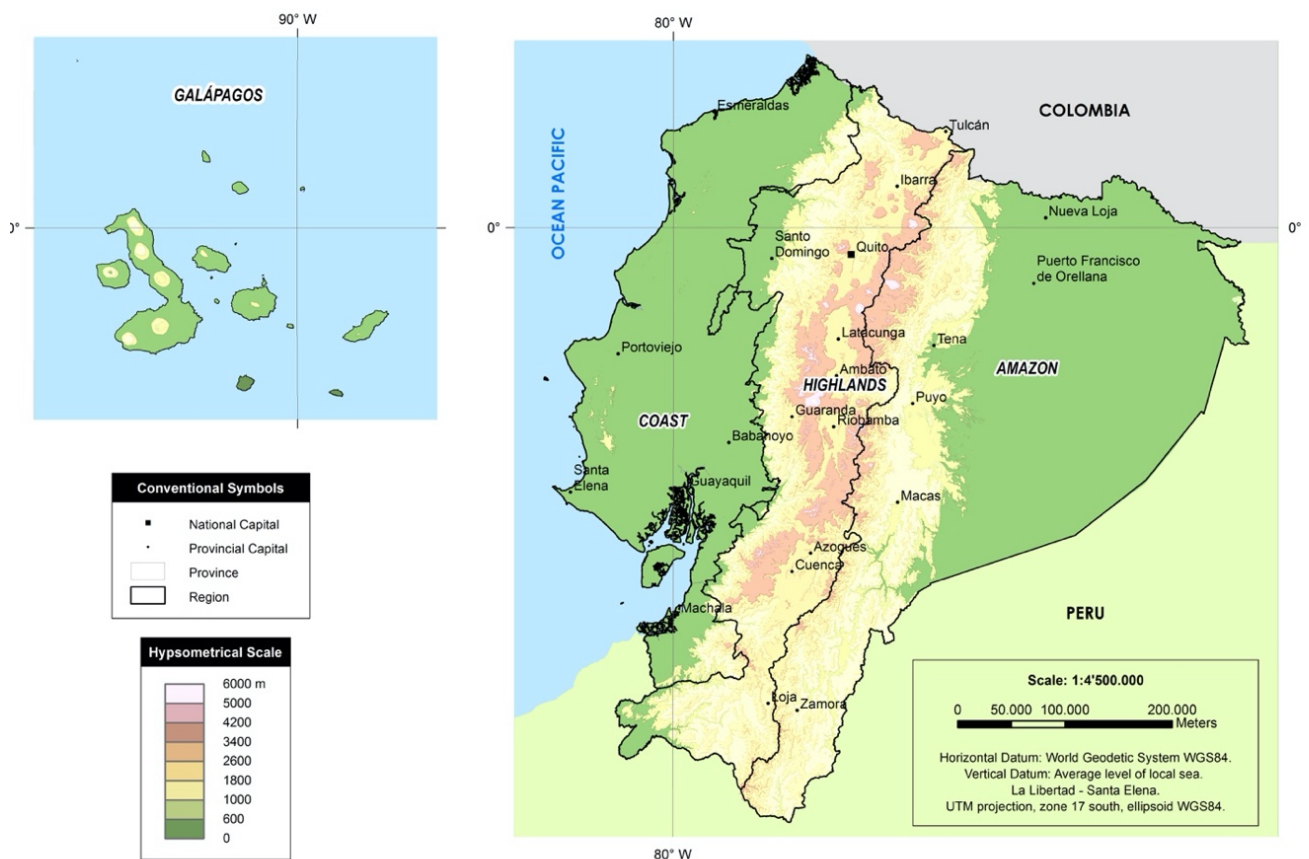 90° W
80° W
GALÁPAGOS
0°
OCEAN PACIFIC
COLOMBIA
Esmeraldas
Tulcán
Ibarra
Nueva Loja
0°
0°
Santo
Domingo
Quito
Puerto Francisco
de Orellana
Latacunga
Tena
Portoviejo
Ambato
AMAZON
HIGHLANDS
Puyo
COAST
Guaranda
Riobamba
Babahoyo
Santa
Elena
Guayaquil
Macas
Azogues
Cuenca
Machala
PERU
Loja
Zamora
Conventional Symbols
National Capital
Provincial Capital
Province
Region
Hypsometrical Scale
6000 m
5000
4200
3400
2600
1800
1000
600
0
Scale: 1:4'500.000
0 50.000 100.000 200.000
Meters
Horizontal Datum: World Geodetic System WGS84.
Vertical Datum: Average level of local sea.
La Libertad - Santa Elena.
UTM projection, zone 17 south, ellipsoid WGS84.
80° W